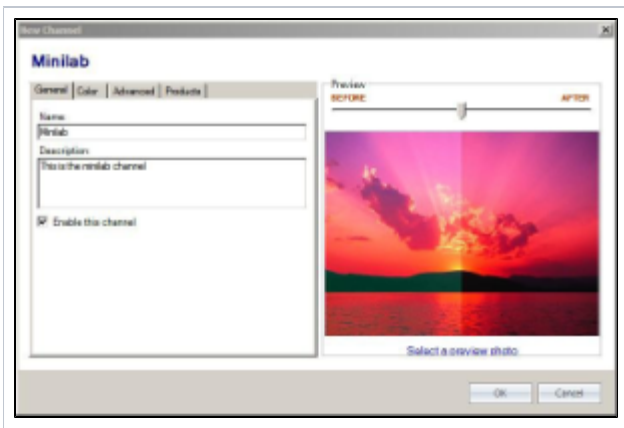 New Channel
Minilab
General Color Advanced Products
Name:
Minilab
Description:
This is the minilab channel
Enable this channel
Preview
BEFORE AFTER
Select a preview photo
OK Cancel